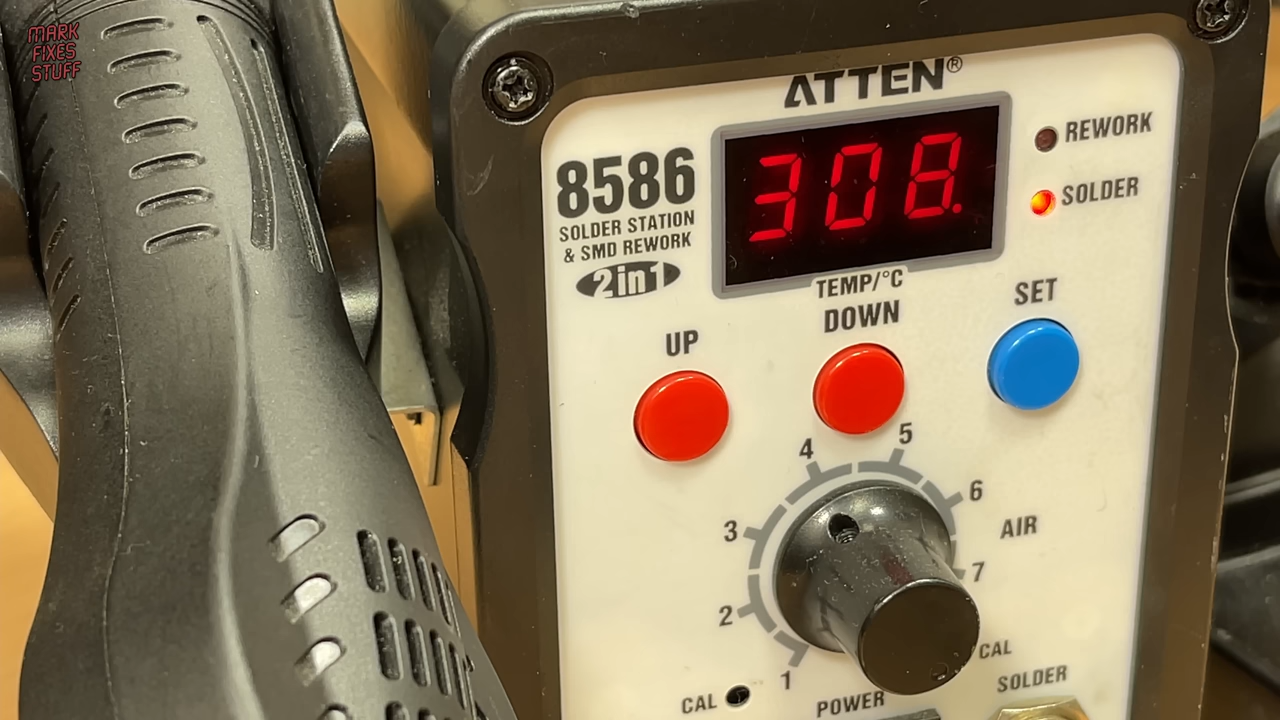 MARK
FIXES
STUFF
ATTEN®
8586
SOLDER STATION
& SMD REWORK
2in1
308.
REWORK
SOLDER
TEMP/°C
UP
DOWN
SET
1
2
3
4
5
6
7
AIR
CAL
POWER
CAL
SOLDER